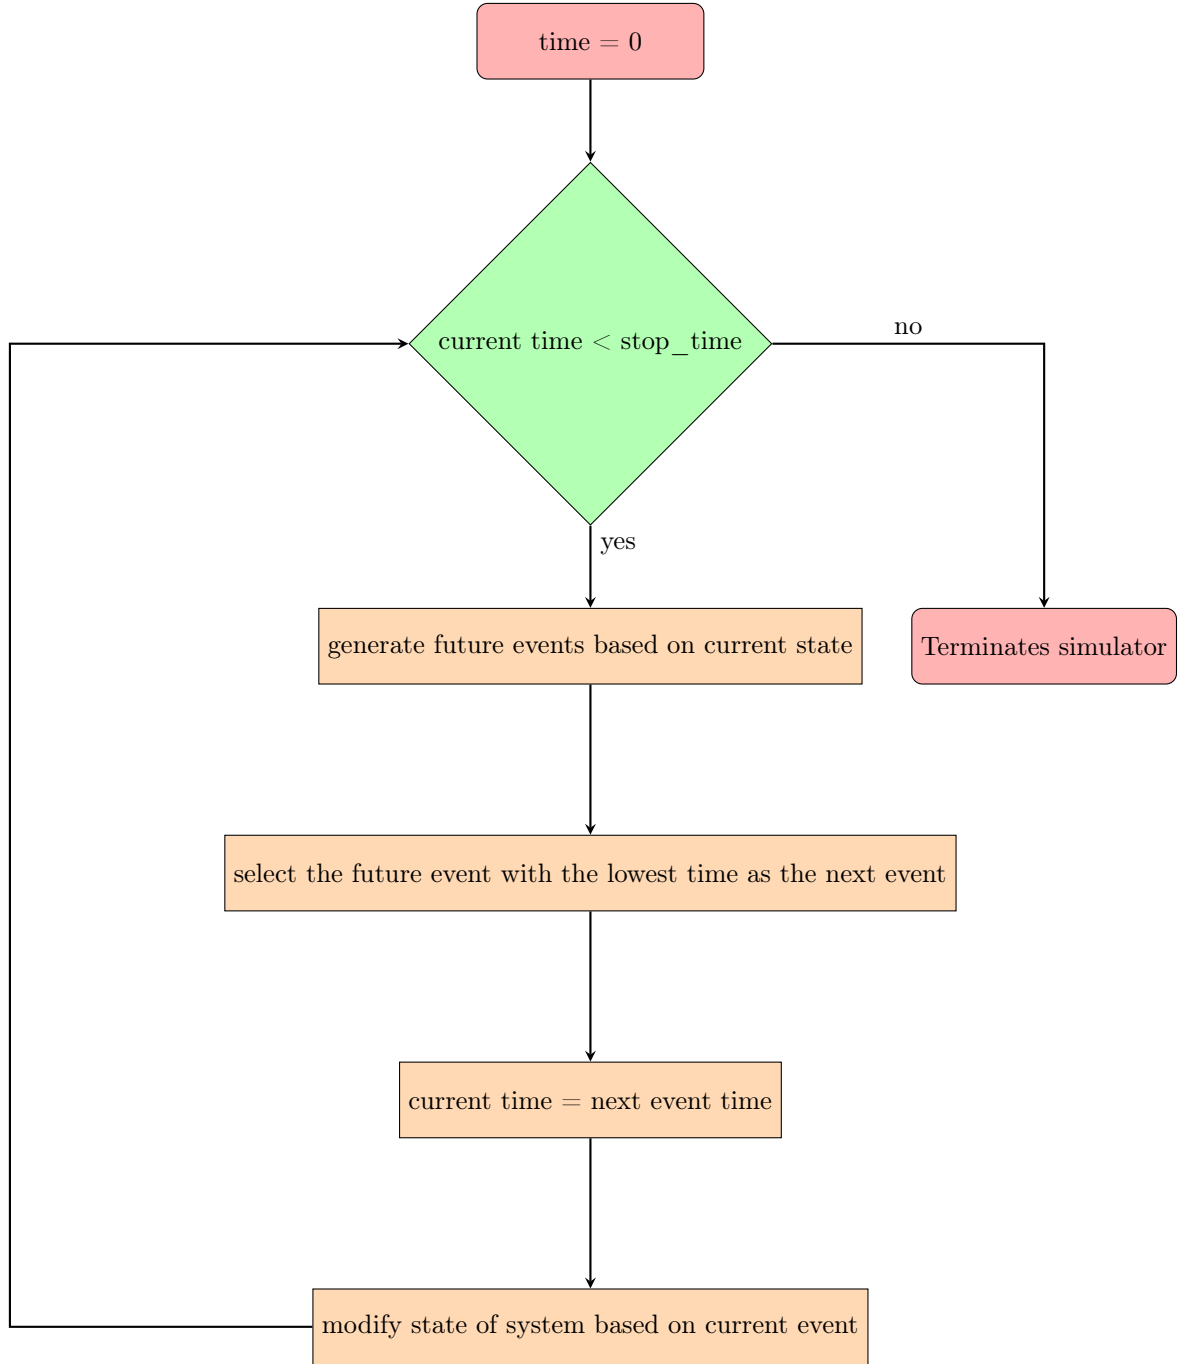 time = 0
current time < stop_time
no
yes
generate future events based on current state
Terminates simulator
select the future event with the lowest time as the next event
current time = next event time
modify state of system based on current event